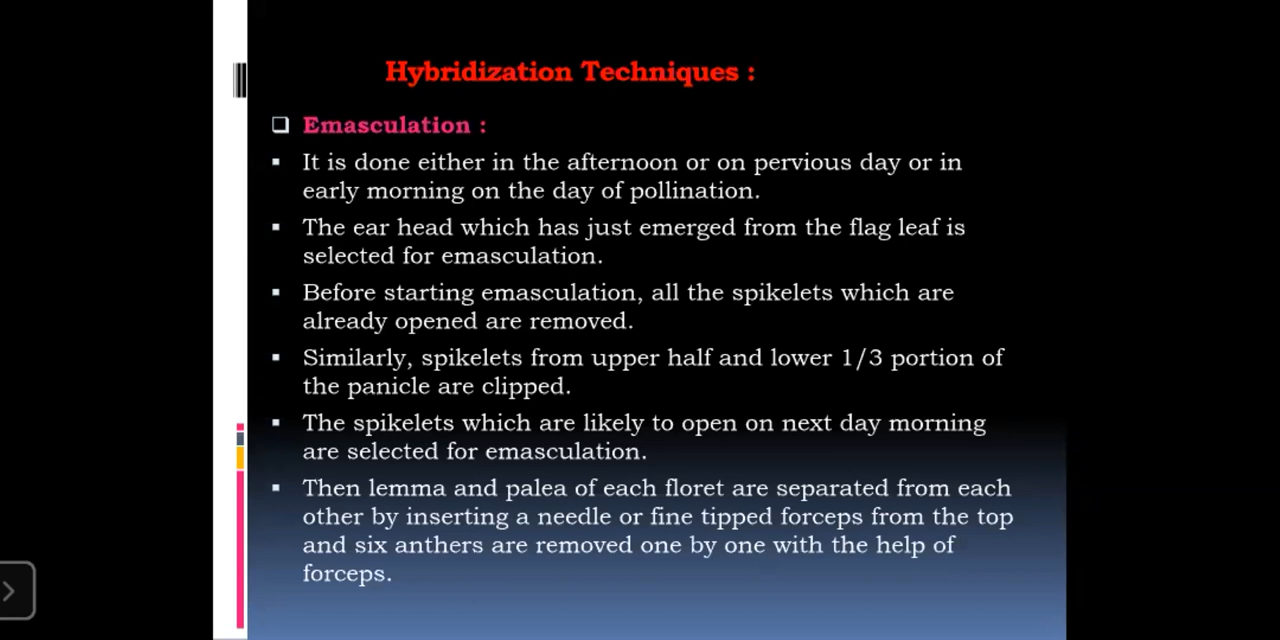 Hybridization Techniques :
Emasculation :
It is done either in the afternoon or on pervious day or in
early morning on the day of pollination.
The ear head which has just emerged from the flag leaf is
selected for emasculation.
Before starting emasculation, all the spikelets which are
already opened are removed.
Similarly, spikelets from upper half and lower 1/3 portion of
the panicle are clipped.
The spikelets which are likely to open on next day morning
are selected for emasculation.
Then lemma and palea of each floret are separated from each
other by inserting a needle or fine tipped forceps from the top
and six anthers are removed one by one with the help of
forceps.